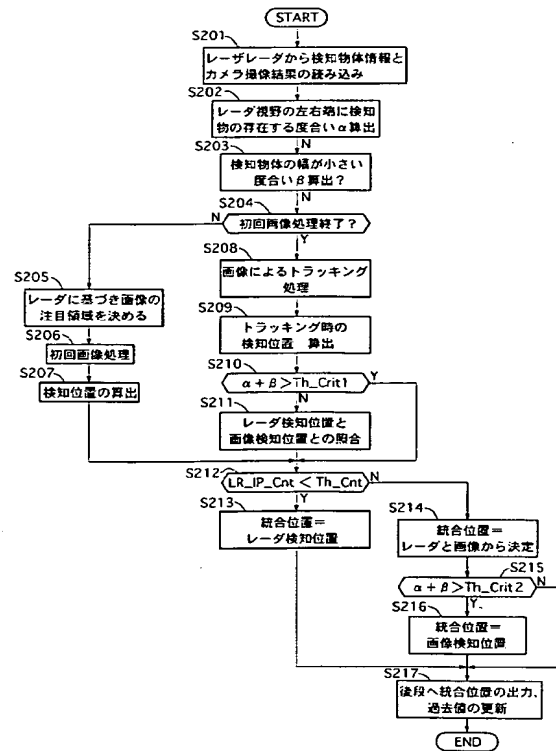 START
S201
レーザレーダから検知物体情報と
カメラ撮像結果の読み込み
S202
レーダ視野の左右端に検知
物の存在する度合いα算出
N
S203
検知物体の幅が小さい
度合いβ算出?
N
S204
N
初回画像処理終了?
Y
S208
画像によるトラッキング
処理
S205
レーダに基づき画像の
注目領域を決める
S209
トラッキング時の
検知位置 算出
S206
初回画像処理
S210
α+β>Th_Crit1
Y
S207
検知位置の算出
N
S211
レーダ検知位置と
画像検知位置との照合
S212
LR_IP_Cnt<Th_Cnt
N
Y
S213
統合位置=
レーダ検知位置
S214
統合位置=
レーダと画像から決定
S215
α+β>Th_Crit2
N
Y
S216
統合位置=
画像検知位置
S217
後段へ統合位置の出力、
過去値の更新
END